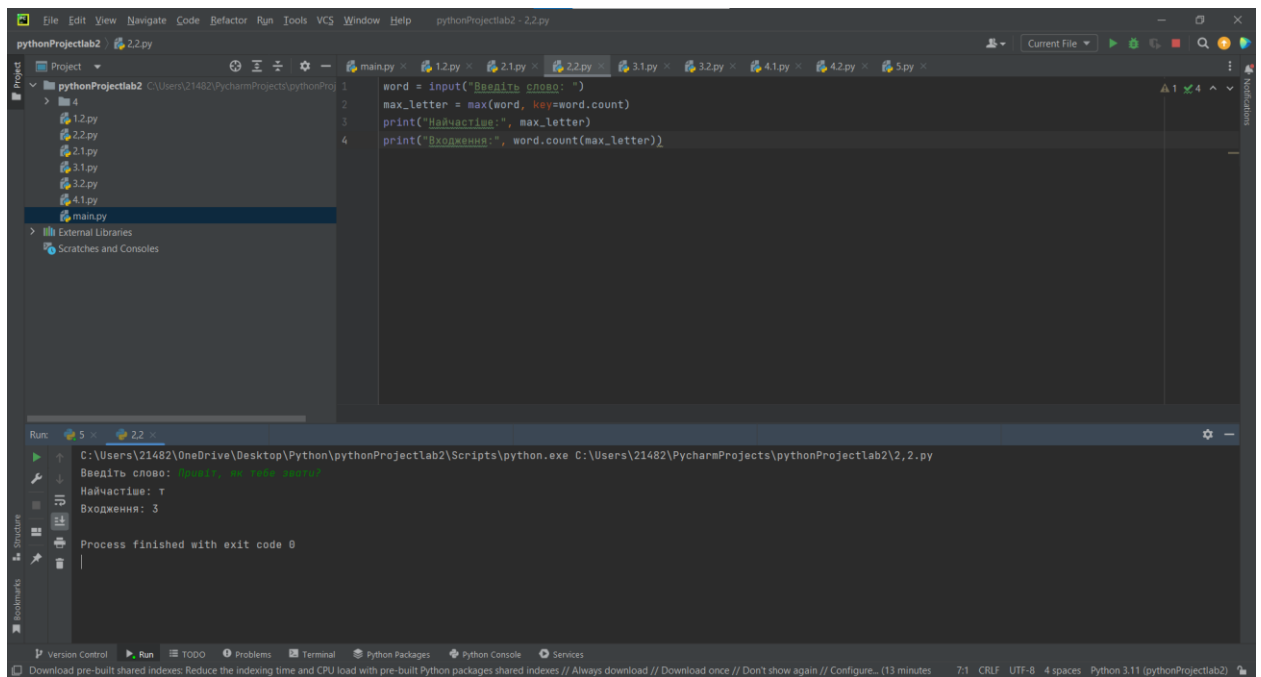 File Edit View Navigate Code Refactor Run Tools VCS Window Help pythonProjectlab2 - 2,2.py
pythonProjectlab2 〉 2,2.py
Current File
Project
pythonProjectlab2 C:\Users\21482\PycharmProjects\pythonProj
4
1.2.py
2,2.py
2.1.py
3.1.py
3.2.py
4.1.py
main.py
External Libraries
Scratches and Consoles
main.py × 1.2.py × 2.1.py × 2,2.py × 3.1.py × 3.2.py × 4.1.py × 4.2.py × 5.py ×
1 word = input("Введіть слово: ")
2 max_letter = max(word, key=word.count)
3 print("Найчастіше:", max_letter)
4 print("Входження:", word.count(max_letter))
1 4
Notifications
Run: 5 × 2,2 ×
C:\Users\21482\OneDrive\Desktop\Python\pythonProjectlab2\Scripts\python.exe C:\Users\21482\PycharmProjects\pythonProjectlab2\2,2.py
Введіть слово: Привіт, як тебе звати?
Найчастіше: т
Входження: 3
Process finished with exit code 0
Structure
Bookmarks
Version Control Run TODO Problems Terminal Python Packages Python Console Services
Download pre-built shared indexes: Reduce the indexing time and CPU load with pre-built Python packages shared indexes // Always download // Download once // Don't show again // Configure... (13 minutes 7:1 CRLF UTF-8 4 spaces Python 3.11 (pythonProjectlab2)